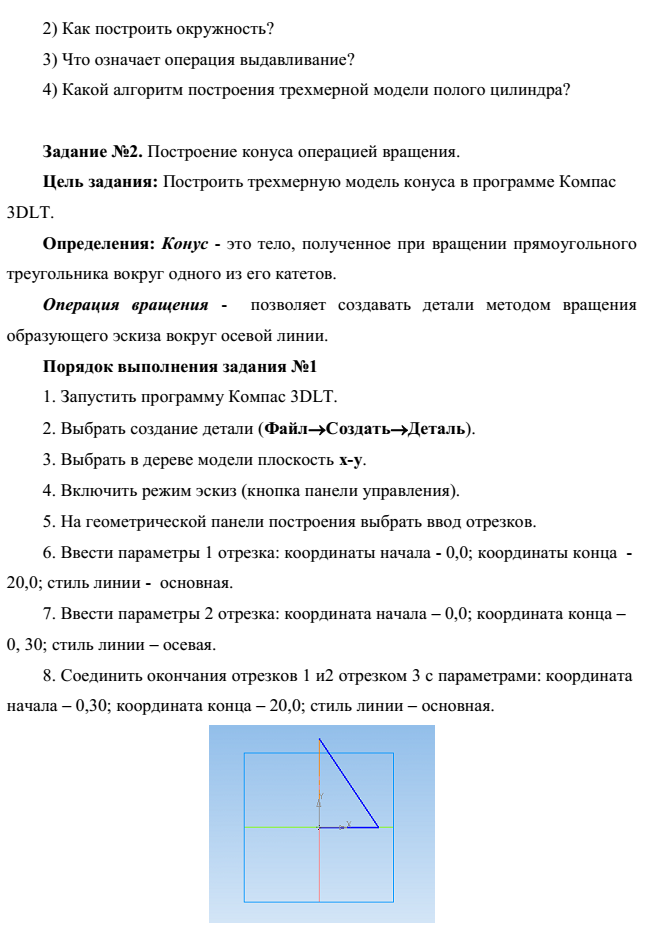 2) Как построить окружность?
3) Что означает операция выдавливание?
4) Какой алгоритм построения трехмерной модели полого цилиндра?
Задание №2. Построение конуса операцией вращения.
Цель задания: Построить трехмерную модель конуса в программе Компас
3DLT.
Определения: Конус - это тело, полученное при вращении прямоугольного
треугольника вокруг одного из его катетов.
Операция вращения - позволяет создавать детали методом вращения
образующего эскиза вокруг осевой линии.
Порядок выполнения задания №1
1. Запустить программу Компас 3DLT.
2. Выбрать создание детали (Файл→Создать→Деталь).
3. Выбрать в дереве модели плоскость x-y.
4. Включить режим эскиз (кнопка панели управления).
5. На геометрической панели построения выбрать ввод отрезков.
6. Ввести параметры 1 отрезка: координаты начала - 0,0; координаты конца -
20,0; стиль линии - основная.
7. Ввести параметры 2 отрезка: координата начала – 0,0; координата конца –
0, 30; стиль линии – осевая.
8. Соединить окончания отрезков 1 и2 отрезком 3 с параметрами: координата
начала – 0,30; координата конца – 20,0; стиль линии – основная.
Y
X